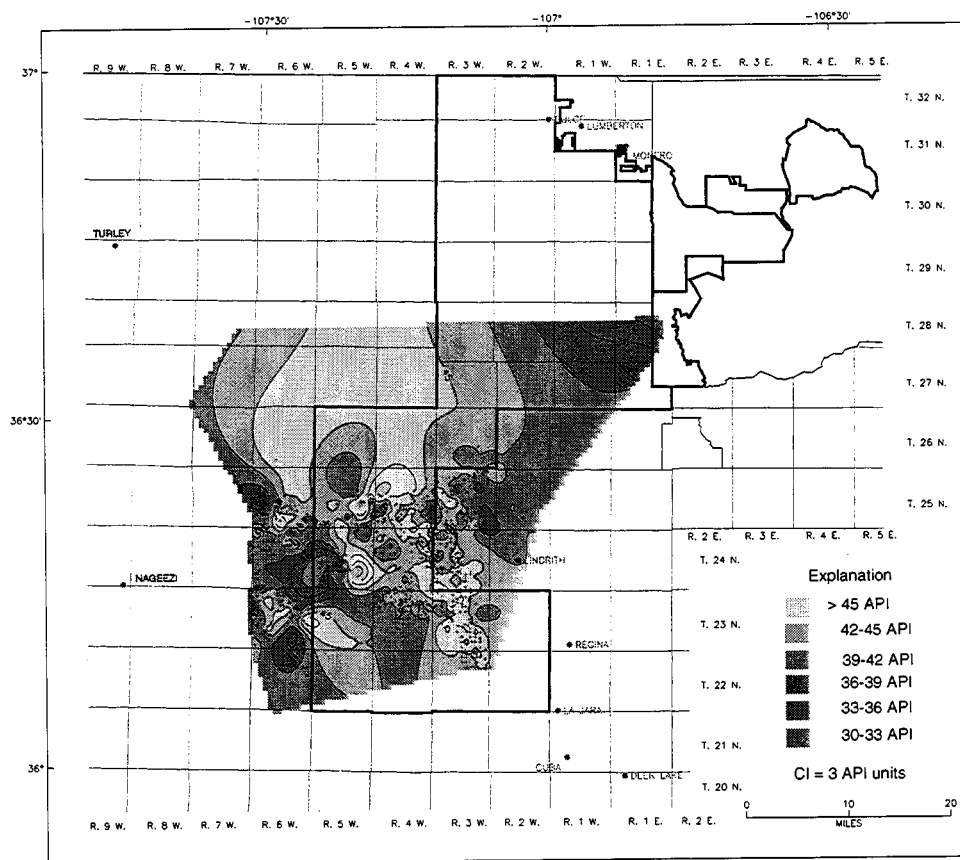 -107°30' -107° -106°30'
37°
R. 9 W. R. 8 W. R. 7 W. R. 6 W. R. 5 W. R. 4 W. R. 3 W. R. 2 W. R. 1 W. R. 1 E. R. 2 E. R. 3 E. R. 4 E. R. 5 E.
T. 32 N.
DULCE
LUMBERTON
T. 31 N.
MONERO
T. 30 N.
TURLEY
T. 29 N.
T. 28 N.
T. 27 N.
36°30'
T. 26 N.
T. 25 N.
R. 2 E. R. 3 E. R. 4 E. R. 5 E.
LINDRITH
T. 24 N.
NAGEEZI
Explanation
> 45 API
42-45 API
39-42 API
36-39 API
33-36 API
30-33 API
CI = 3 API units
T. 23 N.
REGINA
T. 22 N.
LA JARA
T. 21 N.
CUBA
36°
T. 20 N.
0 10 20
MILES
R. 9 W. R. 8 W. R. 7 W. R. 6 W. R. 5 W. R. 4 W. R. 3 W. R. 2 W. R. 1 W. R. 1 E. R. 2 E.